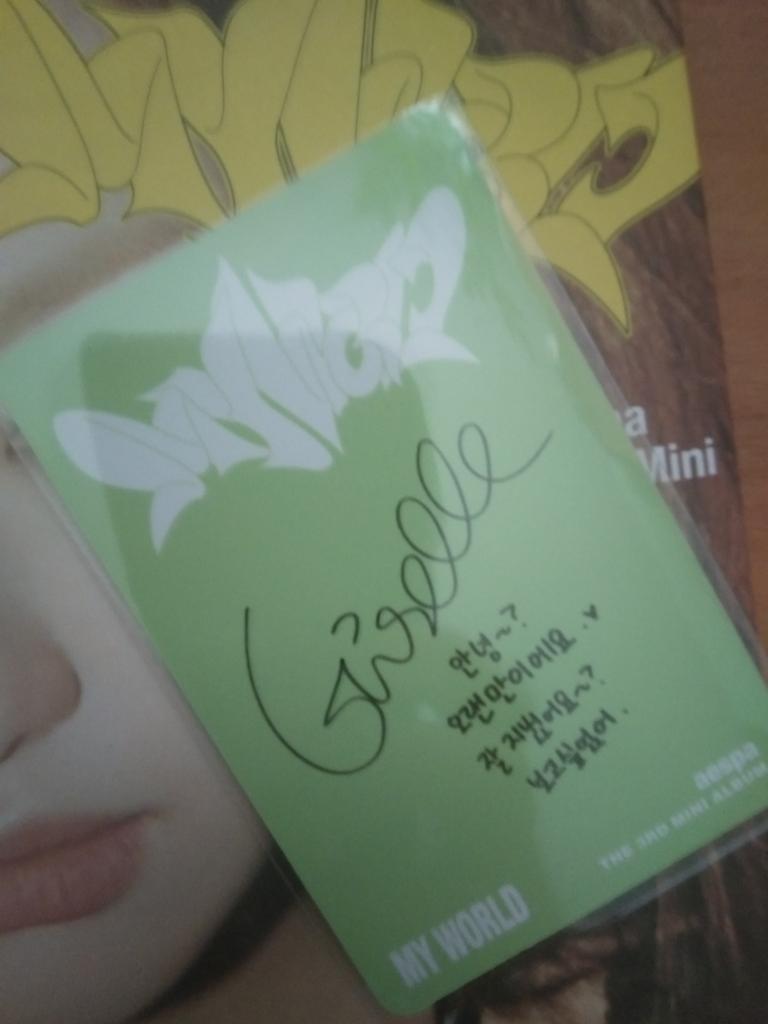 Giselle
안녕~?
오랜만이에요.♥
잘 지냈어요~?
보고싶었어.
aespa
THE 3RD MINI ALBUM
MY WORLD
Mini